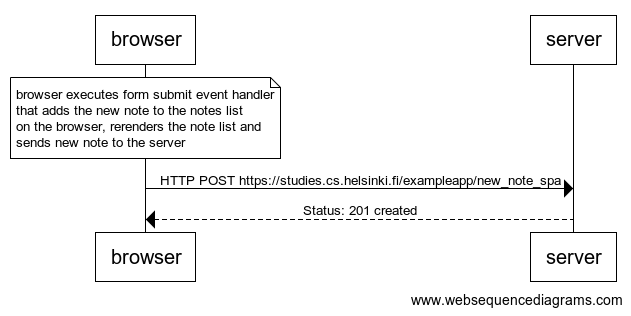 browser
server
browser executes form submit event handler
that adds the new note to the notes list
on the browser, rerenders the note list and
sends new note to the server
HTTP POST https://studies.cs.helsinki.fi/exampleapp/new_note_spa
Status: 201 created
browser
server
www.websequencediagrams.com